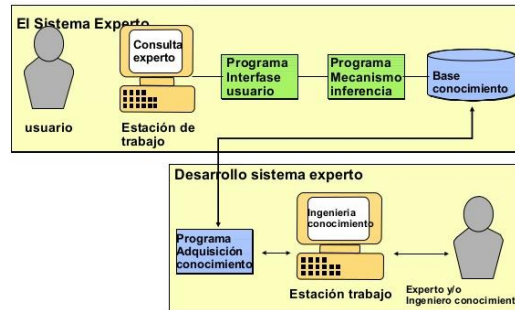 El Sistema Experto
Consulta
experto
Programa
Interfase
usuario
Programa
Mecanismo
inferencia
Base
conocimiento
usuario
Estación de
trabajo
Desarrollo sistema experto
Programa
Adquisición
conocimiento
Ingenieria
conocimiento
Estación trabajo
Experto y/o
Ingeniero conocimient